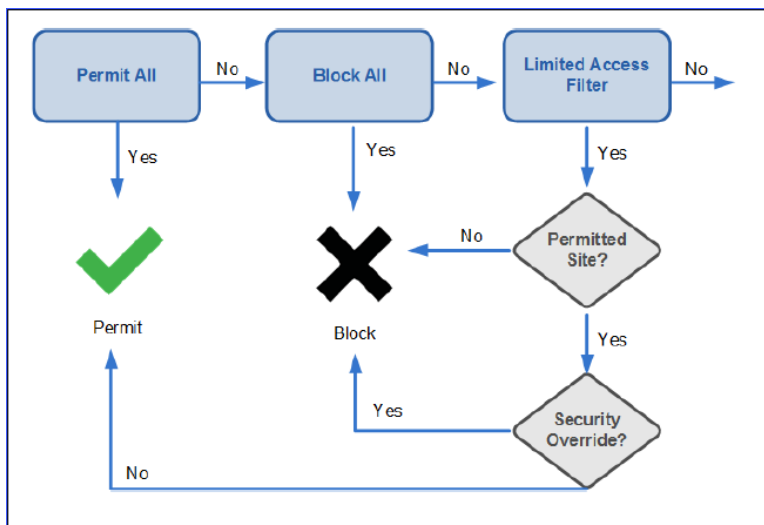 Permit All
No
Block All
No
Limited Access
Filter
No
Yes
Yes
Yes
No
Permitted
Site?
Permit
Block
Yes
Yes
Security
Override?
No